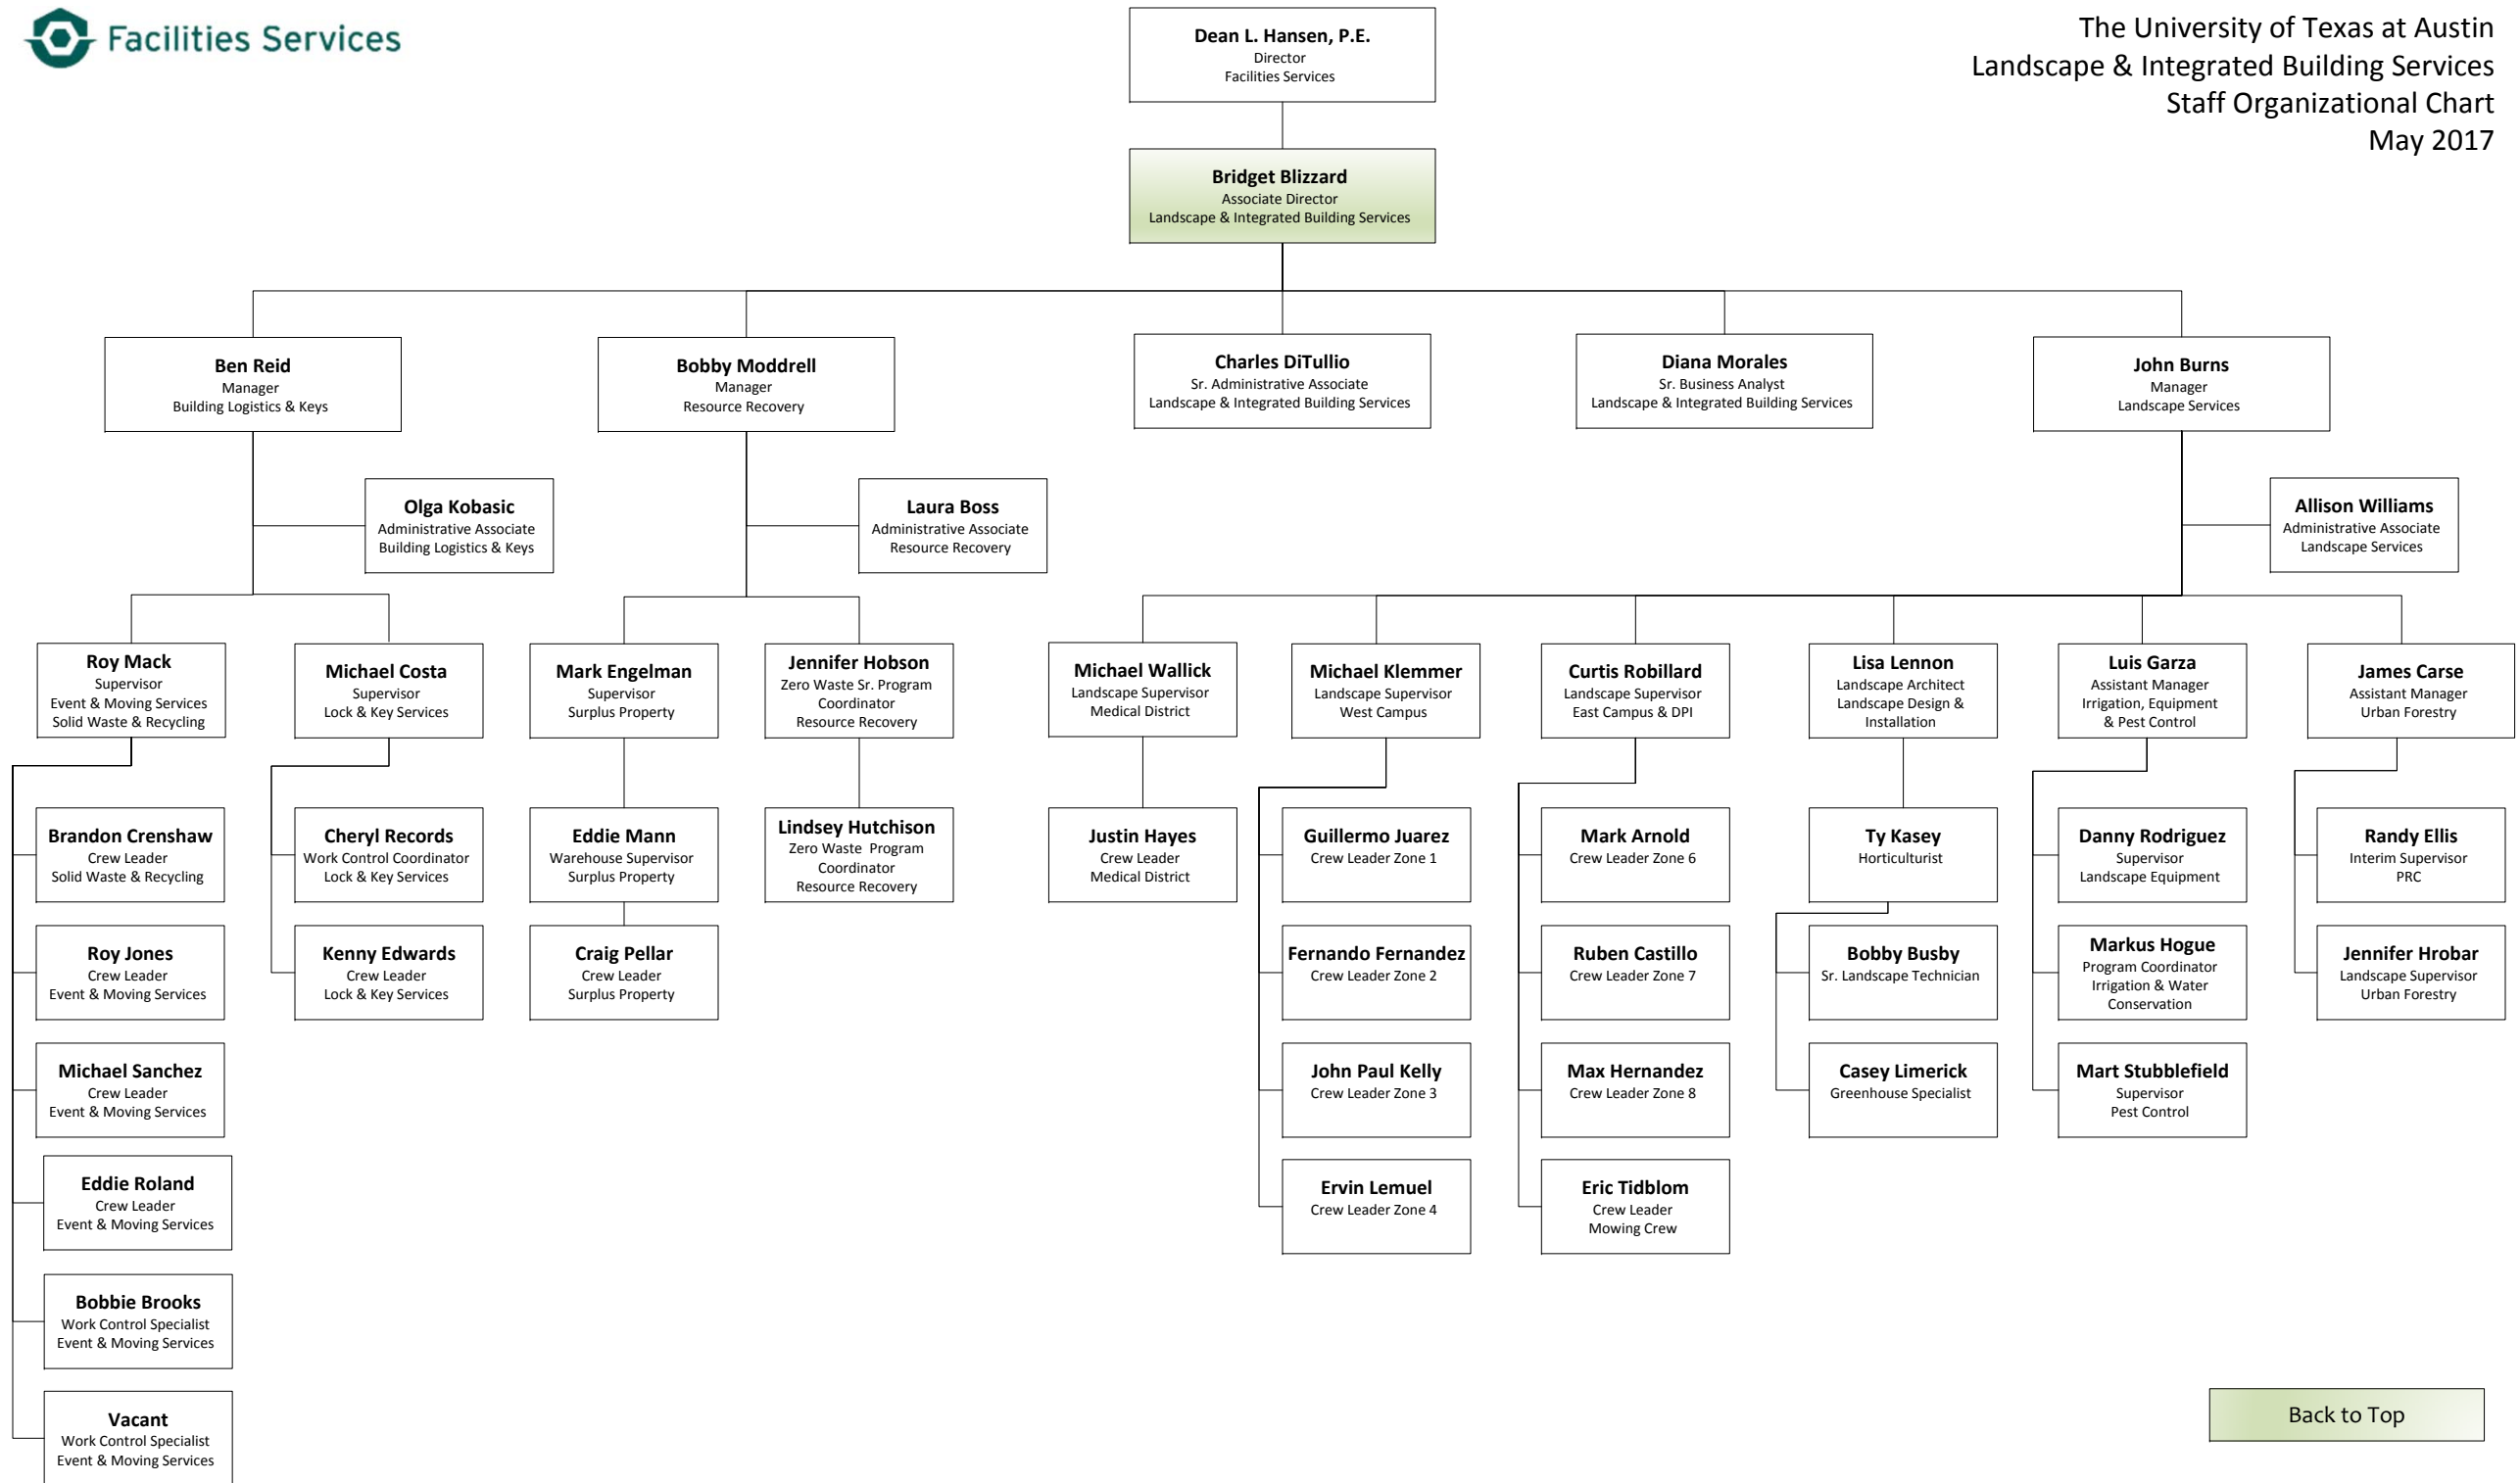 Facilities Services
The University of Texas at Austin
Landscape & Integrated Building Services
Staff Organizational Chart
May 2017
Dean L. Hansen, P.E.
Director
Facilities Services
Bridget Blizzard
Associate Director
Landscape & Integrated Building Services
Ben Reid
Manager
Building Logistics & Keys
Bobby Moddrell
Manager
Resource Recovery
Charles DiTullio
Sr. Administrative Associate
Landscape & Integrated Building Services
Diana Morales
Sr. Business Analyst
Landscape & Integrated Building Services
John Burns
Manager
Landscape Services
Olga Kobasic
Administrative Associate
Building Logistics & Keys
Laura Boss
Administrative Associate
Resource Recovery
Allison Williams
Administrative Associate
Landscape Services
Roy Mack
Supervisor
Event & Moving Services
Solid Waste & Recycling
Michael Costa
Supervisor
Lock & Key Services
Mark Engelman
Supervisor
Surplus Property
Jennifer Hobson
Zero Waste Sr. Program
Coordinator
Resource Recovery
Michael Wallick
Landscape Supervisor
Medical District
Michael Klemmer
Landscape Supervisor
West Campus
Curtis Robillard
Landscape Supervisor
East Campus & DPI
Lisa Lennon
Landscape Architect
Landscape Design &
Installation
Luis Garza
Assistant Manager
Irrigation, Equipment
& Pest Control
James Carse
Assistant Manager
Urban Forestry
Brandon Crenshaw
Crew Leader
Solid Waste & Recycling
Cheryl Records
Work Control Coordinator
Lock & Key Services
Eddie Mann
Warehouse Supervisor
Surplus Property
Lindsey Hutchison
Zero Waste Program
Coordinator
Resource Recovery
Justin Hayes
Crew Leader
Medical District
Guillermo Juarez
Crew Leader Zone 1
Mark Arnold
Crew Leader Zone 6
Ty Kasey
Horticulturist
Danny Rodriguez
Supervisor
Landscape Equipment
Randy Ellis
Interim Supervisor
PRC
Roy Jones
Crew Leader
Event & Moving Services
Kenny Edwards
Crew Leader
Lock & Key Services
Craig Pellar
Crew Leader
Surplus Property
Fernando Fernandez
Crew Leader Zone 2
Ruben Castillo
Crew Leader Zone 7
Bobby Busby
Sr. Landscape Technician
Markus Hogue
Program Coordinator
Irrigation & Water
Conservation
Jennifer Hrobar
Landscape Supervisor
Urban Forestry
Michael Sanchez
Crew Leader
Event & Moving Services
John Paul Kelly
Crew Leader Zone 3
Max Hernandez
Crew Leader Zone 8
Casey Limerick
Greenhouse Specialist
Mart Stubblefield
Supervisor
Pest Control
Eddie Roland
Crew Leader
Event & Moving Services
Ervin Lemuel
Crew Leader Zone 4
Eric Tidblom
Crew Leader
Mowing Crew
Bobbie Brooks
Work Control Specialist
Event & Moving Services
Vacant
Work Control Specialist
Event & Moving Services
Back to Top